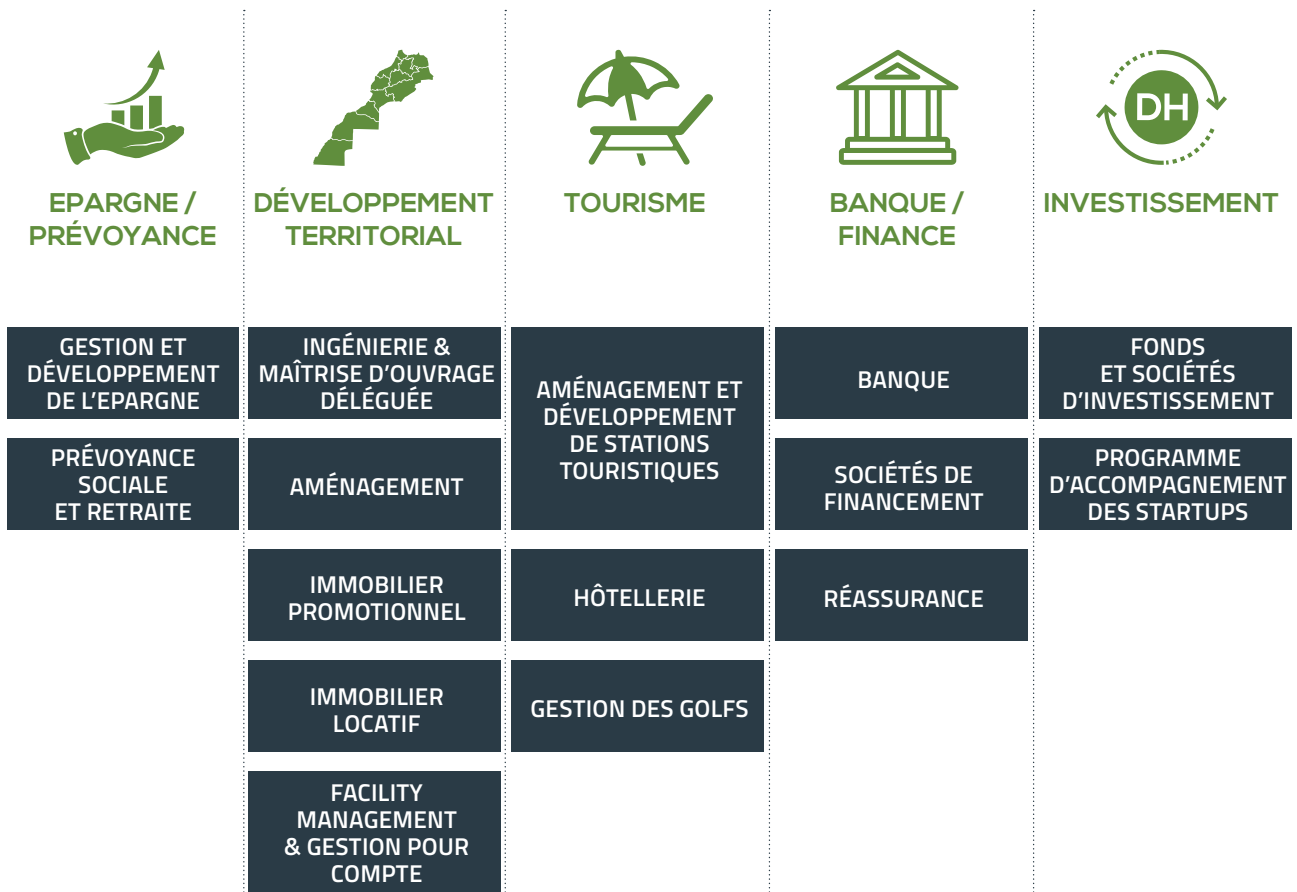 EPARGNE /
PRÉVOYANCE
GESTION ET
DÉVELOPPEMENT
DE L'EPARGNE
PRÉVOYANCE
SOCIALE
ET RETRAITE
DÉVELOPPEMENT
TERRITORIAL
INGÉNIERIE &
MAÎTRISE D'OUVRAGE
DÉLÉGUÉE
AMÉNAGEMENT
IMMOBILIER
PROMOTIONNEL
IMMOBILIER
LOCATIF
FACILITY
MANAGEMENT
& GESTION POUR
COMPTE
TOURISME
AMÉNAGEMENT ET
DÉVELOPPEMENT
DE STATIONS
TOURISTIQUES
HÔTELLERIE
GESTION DES GOLFS
BANQUE /
FINANCE
BANQUE
SOCIÉTÉS DE
FINANCEMENT
RÉASSURANCE
DH
INVESTISSEMENT
FONDS
ET SOCIÉTÉS
D'INVESTISSEMENT
PROGRAMME
D'ACCOMPAGNEMENT
DES STARTUPS